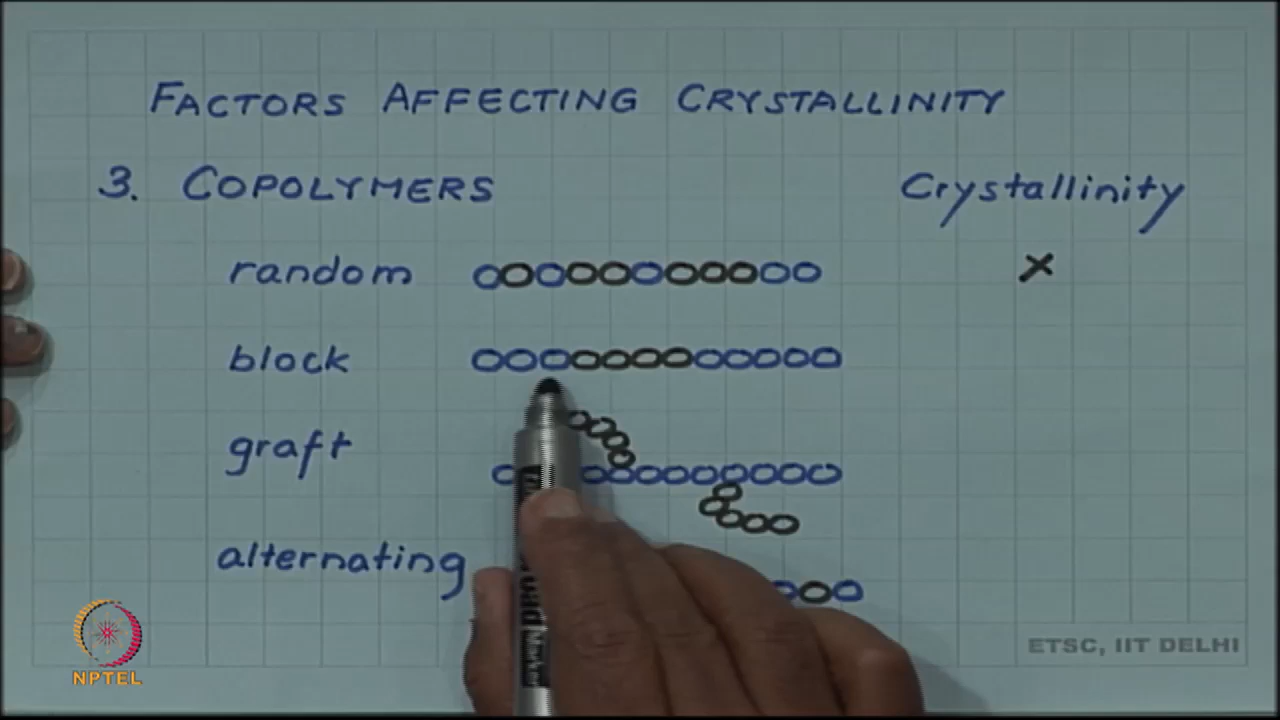 FACTORS AFFECTING CRYSTALLINITY
3. COPOLYMERS Crystallinity
random ×
block
graft
alternating
ETSC, IIT DELHI
NPTEL